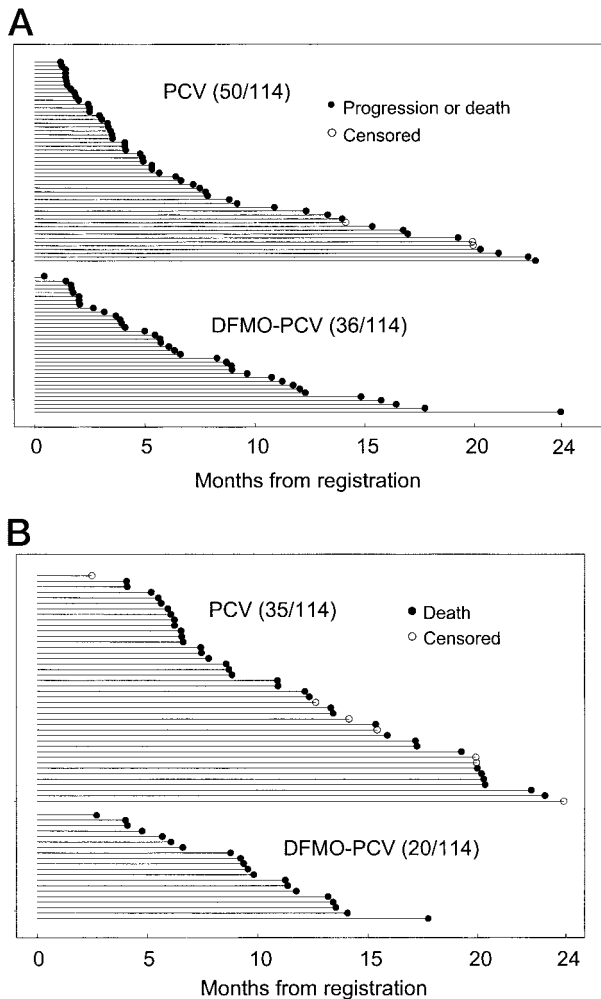 A
PCV (50/114)
Progression or death
Censored
DFMO-PCV (36/114)
0 5 10 15 20 24
Months from registration
B
PCV (35/114)
Death
Censored
DFMO-PCV (20/114)
0 5 10 15 20 24
Months from registration